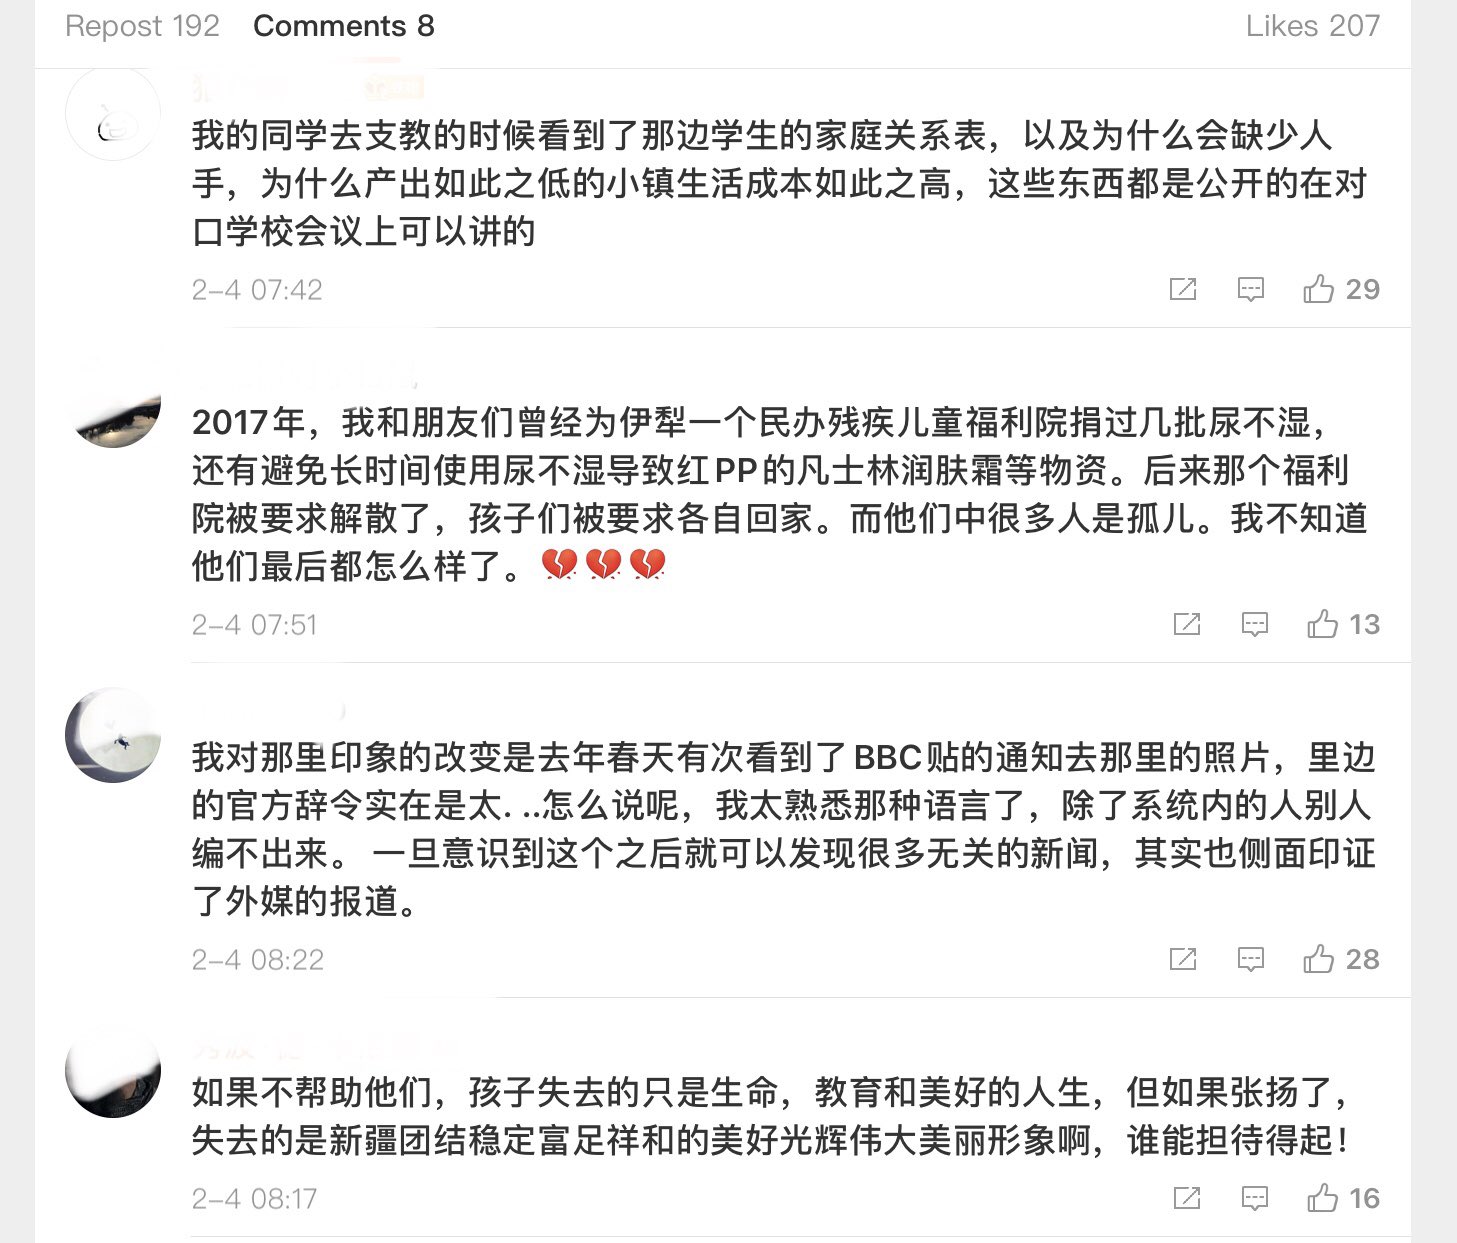 Repost 192 Comments 8 Likes 207
我的同学去支教的时候看到了那边学生的家庭关系表，以及为什么会缺少人
手，为什么产出如此之低的小镇生活成本如此之高，这些东西都是公开的在对
口学校会议上可以讲的
2-4 07:42 29
2017年，我和朋友们曾经为伊犁一个民办残疾儿童福利院捐过几批尿不湿，
还有避免长时间使用尿不湿导致红PP的凡士林润肤霜等物资。后来那个福利
院被要求解散了，孩子们被要求各自回家。而他们中很多人是孤儿。我不知道
他们最后都怎么样了。💔💔💔
2-4 07:51 13
我对那里印象的改变是去年春天有次看到了BBC贴的通知去那里的照片，里边
的官方辞令实在是太. ..怎么说呢，我太熟悉那种语言了，除了系统内的人别人
编不出来。 一旦意识到这个之后就可以发现很多无关的新闻，其实也侧面印证
了外媒的报道。
2-4 08:22 28
如果不帮助他们，孩子失去的只是生命，教育和美好的人生，但如果张扬了，
失去的是新疆团结稳定富足祥和的美好光辉伟大美丽形象啊，谁能担待得起！
2-4 08:17 16